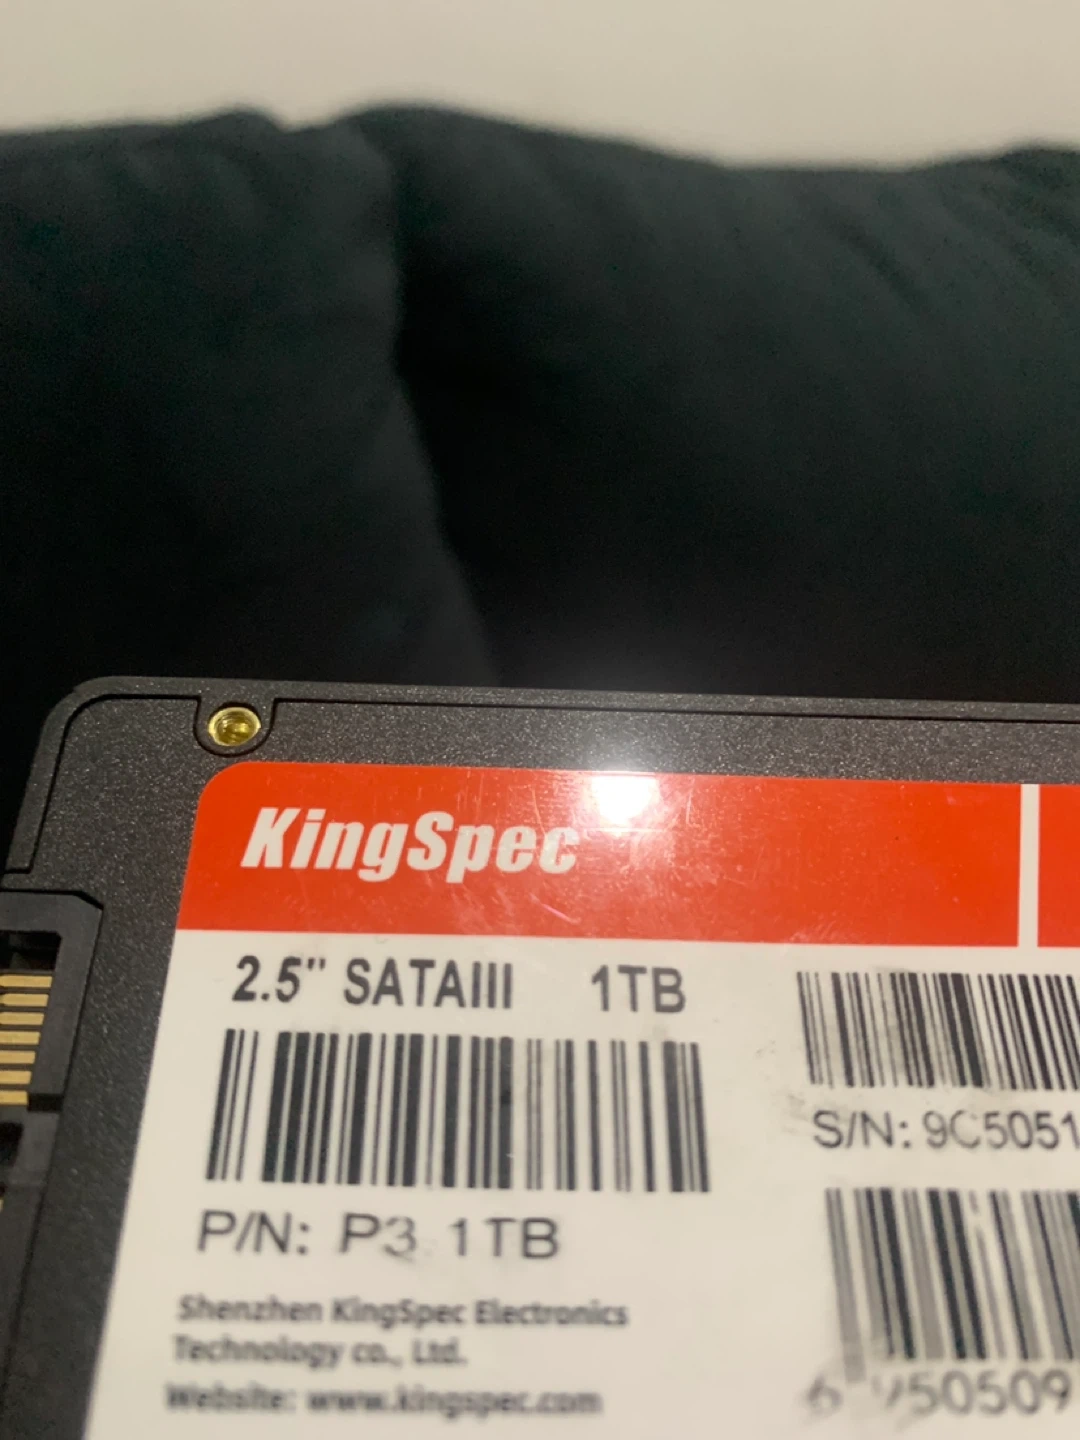 KingSpec
2.5" SATAIII 1TB
S/N: 9C5051
P/N: P3 1TB
Shenzhen KingSpec Electronics
Technology co., Ltd.
Website: www.kingspec.com